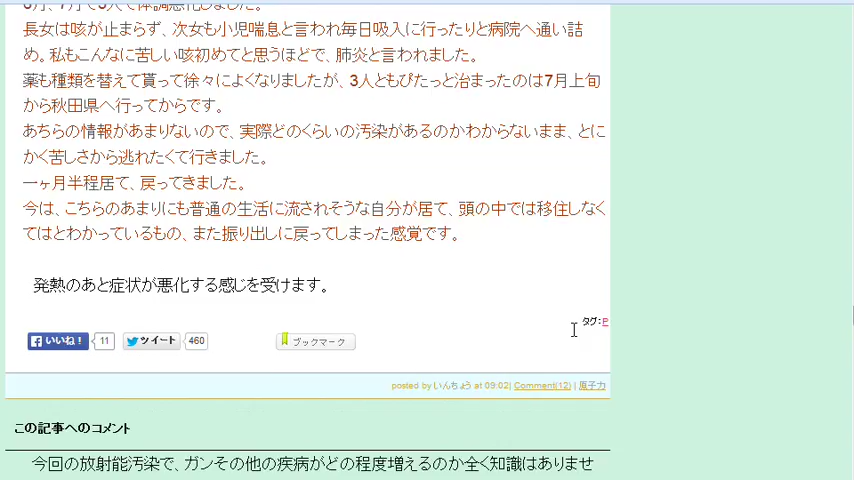 6月、7月で3人で体調悪化しました。
長女は咳が止まらず、次女も小児喘息と言われ毎日吸入に行ったりと病院へ通い詰
め。私もこんなに苦しい咳初めてと思うほどで、肺炎と言われました。
薬も種類を替えて貰って徐々によくなりましたが、3人ともぴたっと治まったのは7月上旬
から秋田県へ行ってからです。
あちらの情報があまりないので、実際どのくらいの汚染があるのかわからないまま、とに
かく苦しさから逃れたくて行きました。
一ヶ月半程居て、戻ってきました。
今は、こちらのあまりにも普通の生活に流されそうな自分が居て、頭の中では移住しなく
てはとわかっているもの、また振り出しに戻ってしまった感覚です。
発熱のあと症状が悪化する感じを受けます。
タグ:P
いいね！ 11 ツイート 460 ブックマーク
posted by いんちょう at 09:02| Comment(12) | 原子力
この記事へのコメント
今回の放射能汚染で、ガンその他の疾病がどの程度増えるのか全く知識はありませ